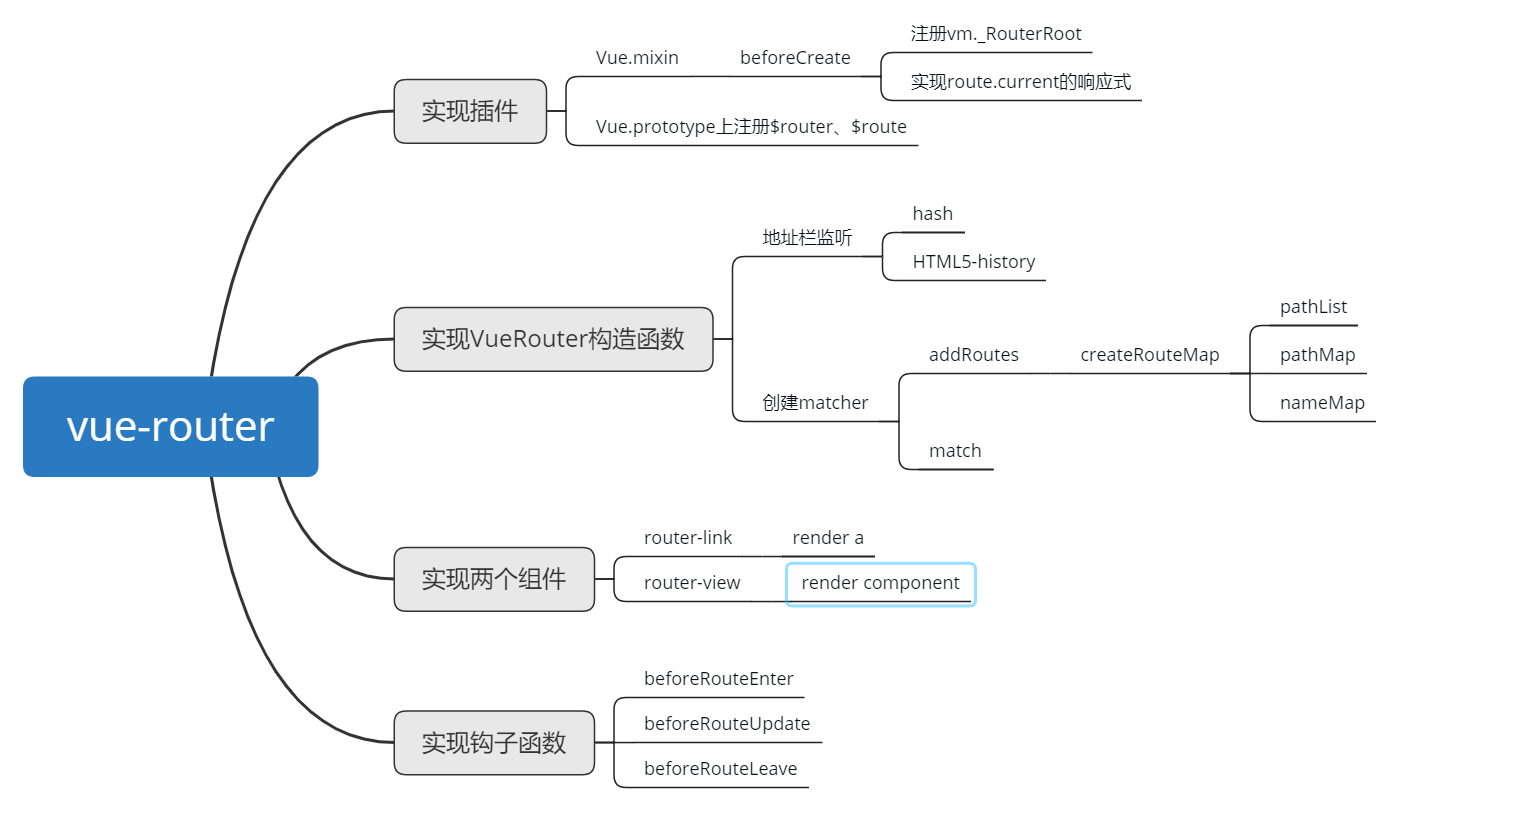 vue-router
实现插件
Vue.mixin
beforeCreate
注册vm._RouterRoot
实现route.current的响应式
Vue.prototype上注册$router、$route
实现VueRouter构造函数
地址栏监听
hash
HTML5-history
创建matcher
addRoutes
createRouteMap
pathList
pathMap
nameMap
match
实现两个组件
router-link
render a
router-view
render component
实现钩子函数
beforeRouteEnter
beforeRouteUpdate
beforeRouteLeave